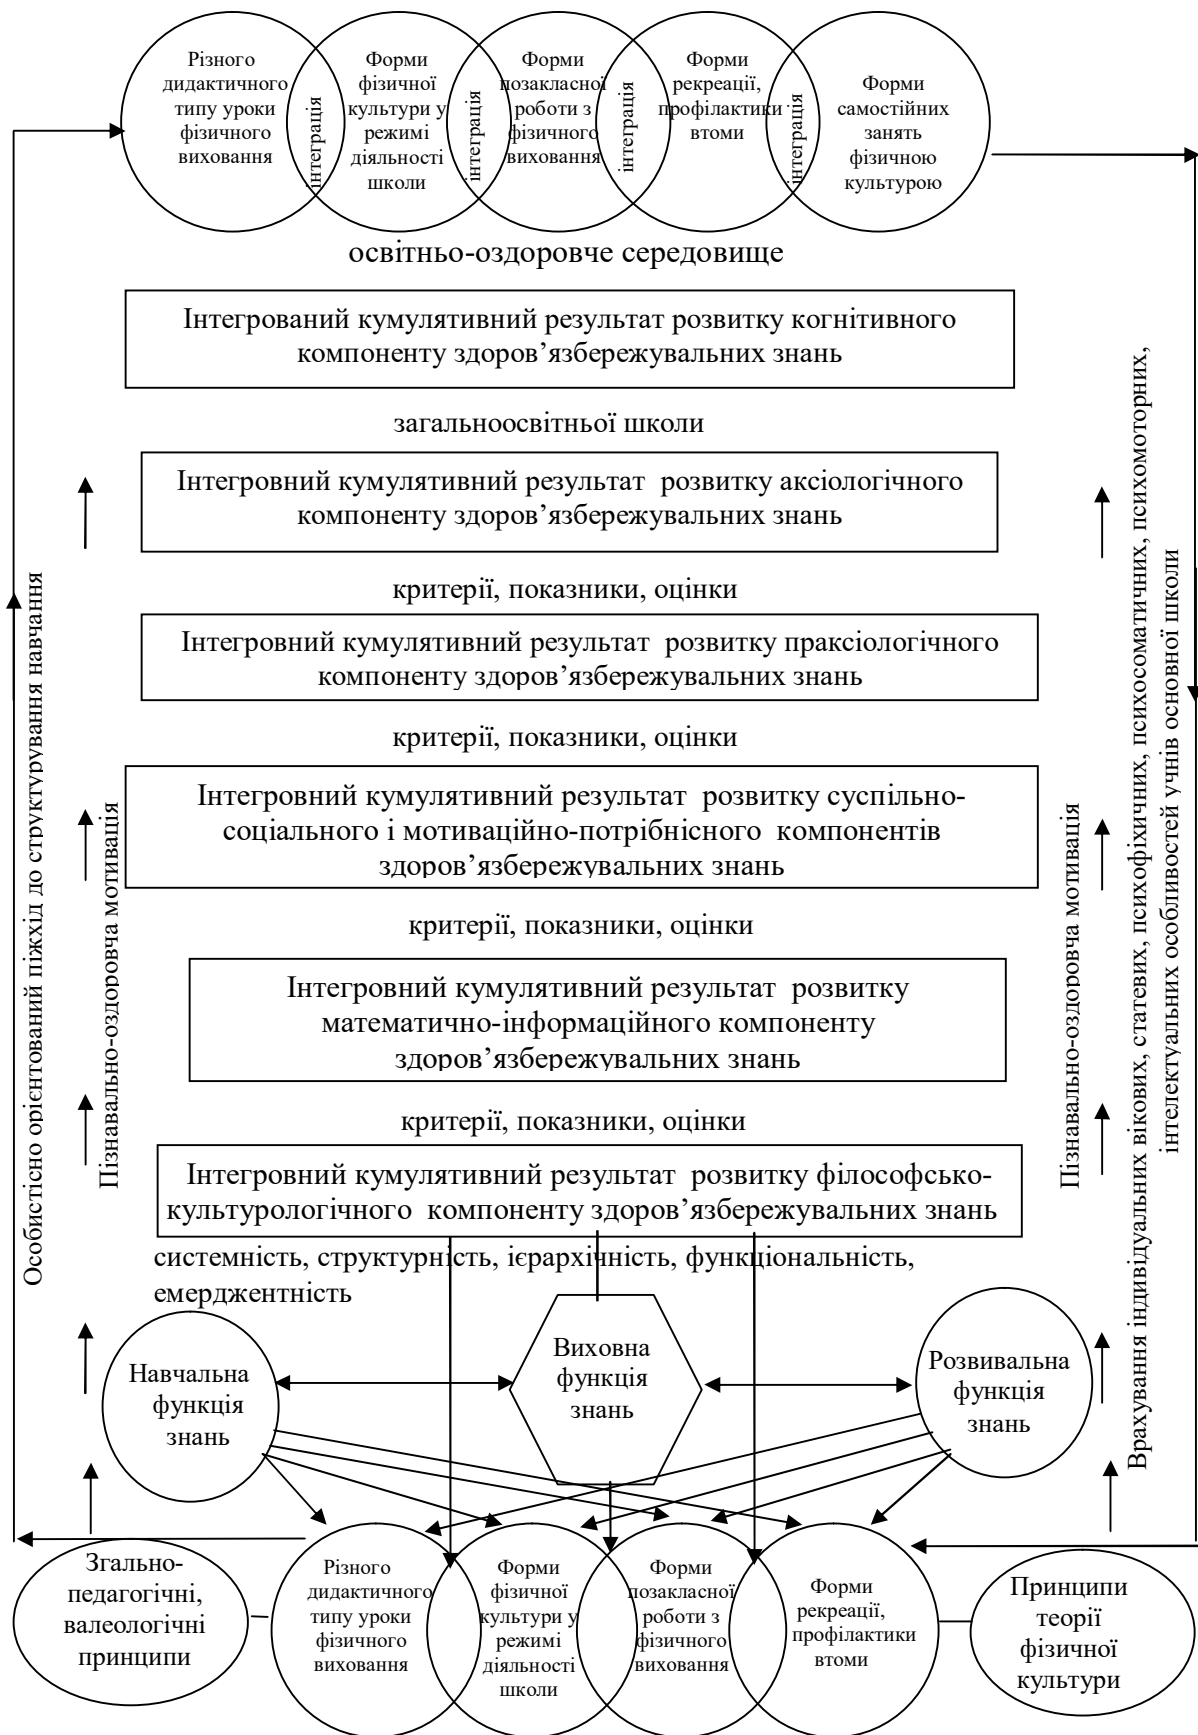 Різного
дидактичного
типу уроки
фізичного
виховання
інтеграція
Форми
фізичної
культури у
режимі
діяльності
школи
інтеграція
Форми
позакласної
роботи з
фізичного
виховання
інтеграція
Форми
рекреації,
профілактики
втоми
інтеграція
Форми
самостійних
занять
фізичною
культурою
освітньо-оздоровче середовище
Інтегрований кумулятивний результат розвитку когнітивного
компоненту здоров’язбережувальних знань
загальноосвітньої школи
Інтегровний кумулятивний результат розвитку аксіологічного
компоненту здоров’язбережувальних знань
критерії, показники, оцінки
Інтегровний кумулятивний результат розвитку праксіологічного
компоненту здоров’язбережувальних знань
критерії, показники, оцінки
Інтегровний кумулятивний результат розвитку суспільно-
соціального і мотиваційно-потрібнісного компонентів
здоров’язбережувальних знань
критерії, показники, оцінки
Інтегровний кумулятивний результат розвитку
математично-інформаційного компоненту
здоров’язбережувальних знань
критерії, показники, оцінки
Інтегровний кумулятивний результат розвитку філософсько-
культурологічного компоненту здоров’язбережувальних знань
системність, структурність, ієрархічність, функціональність,
емерджентність
Особистісно орієнтований піжхід до структурування навчання
Пізнавально-оздоровча мотивація
Пізнавально-оздоровча мотивація
Врахування індивідуальних вікових, статевих, психофіхичних, психосоматичних, психомоторних,
інтелектуальних особливостей учнів основної школи
Навчальна
функція
знань
Виховна
функція
знань
Розвивальна
функція
знань
Згально-
педагогічні,
валеологічні
принципи
Різного
дидактичного
типу уроки
фізичного
виховання
Форми
фізичної
культури у
режимі
діяльності
школи
Форми
позакласної
роботи з
фізичного
виховання
Форми
рекреації,
профілактики
втоми
Принципи
теорії
фізичної
культури